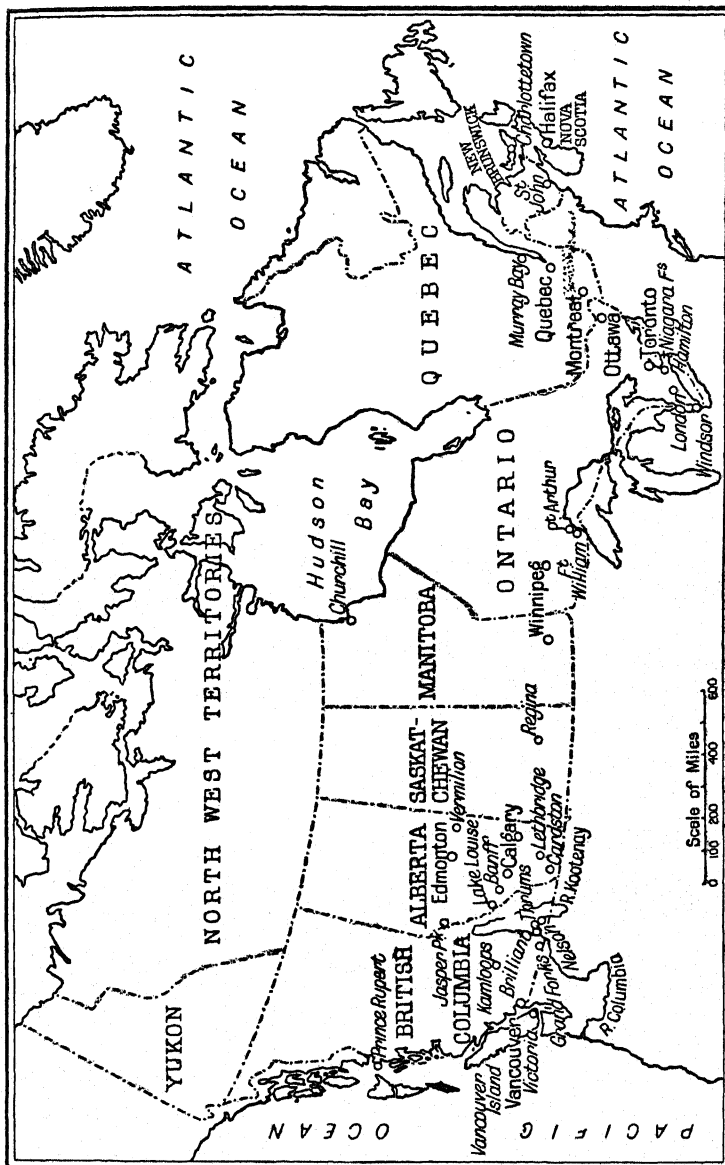 ATLANTIC
OCEAN
NORTH WEST TERRITORIES
YUKON
Hudson
Bay
Churchill
QUEBEC
ONTARIO
MANITOBA
SASKAT-
CHEWAN
ALBERTA
BRITISH
COLUMBIA
Prince Rupert
Jasper Pk
Edmonton
Vermilion
Lake Louise
Banff
Calgary
Kamloops
Brilliant
Thrums
Lethbridge
Cardston
R. Kootenay
Nelson
Grand Forks
R. Columbia
Vancouver
Island
Vancouver
Victoria
Regina
Winnipeg
Ft
William
Pt Arthur
Murray Bay
Quebec
Montreal
Ottawa
Toronto
Niagara Fs
Hamilton
London
Windsor
NEW
BRUNSWICK
St
John
Charlottetown
Halifax
NOVA
SCOTIA
ATLANTIC
OCEAN
PACIFIC
OCEAN
Scale of Miles
0 100 200 400 600